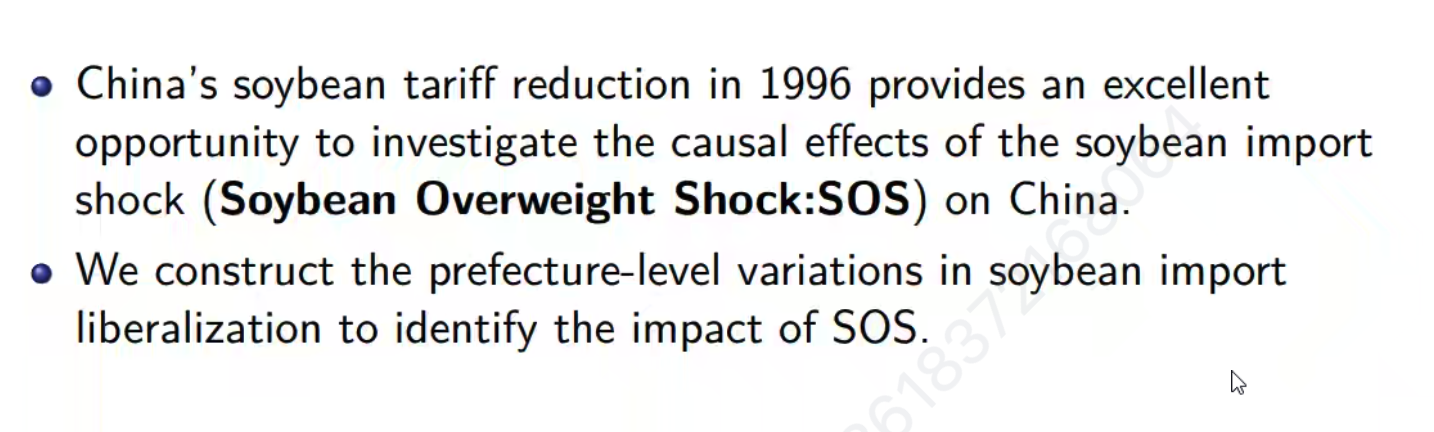 China's soybean tariff reduction in 1996 provides an excellent
opportunity to investigate the causal effects of the soybean import
shock (Soybean Overweight Shock:SOS) on China.
We construct the prefecture-level variations in soybean import
liberalization to identify the impact of SOS.